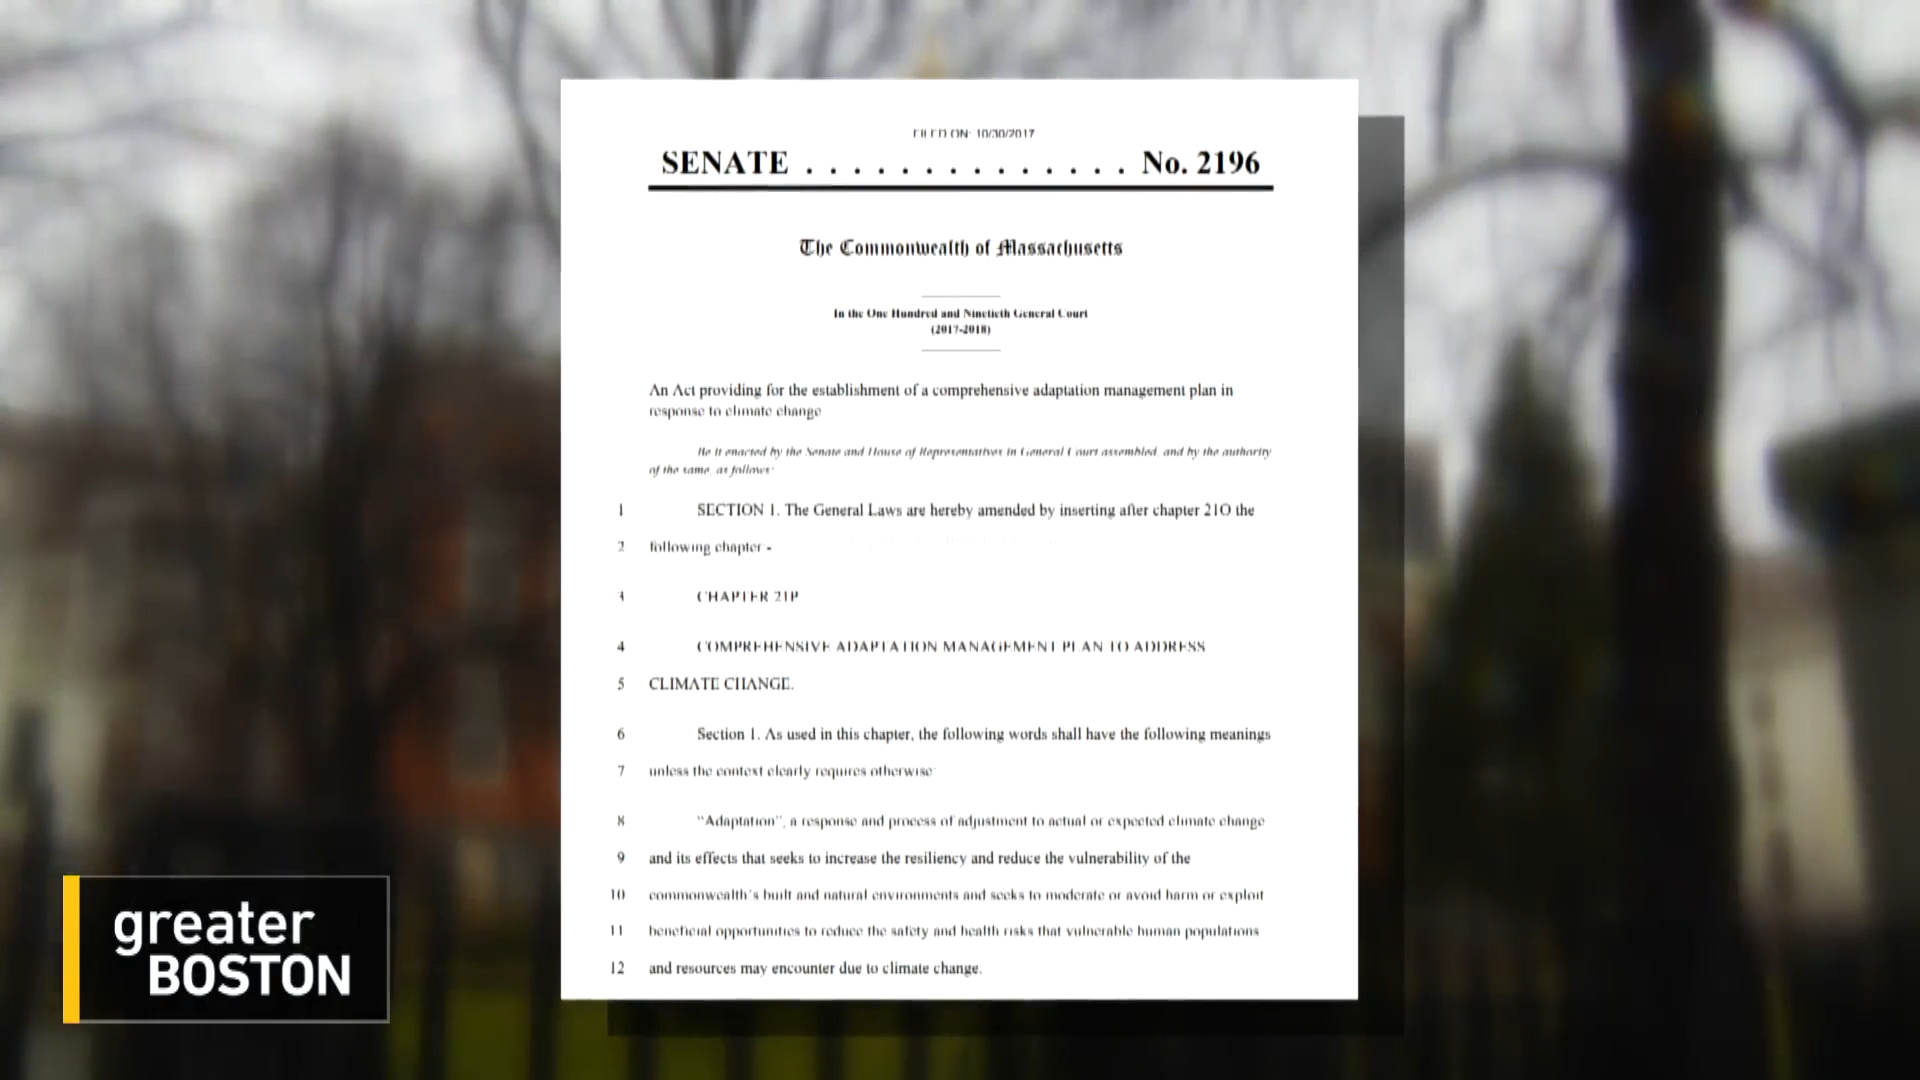 FILED ON: 10/30/2017
SENATE . . . . . . . . . . . . . . No. 2196
The Commonwealth of Massachusetts
In the One Hundred and Ninetieth General Court
(2017-2018)
An Act providing for the establishment of a comprehensive adaptation management plan in
response to climate change
Be it enacted by the Senate and House of Representatives in General Court assembled, and by the authority
of the same, as follows:
1 SECTION 1. The General Laws are hereby amended by inserting after chapter 21O the
2 following chapter -
3 CHAPTER 21P
4 COMPREHENSIVE ADAPTATION MANAGEMENT PLAN TO ADDRESS
5 CLIMATE CHANGE.
6 Section 1. As used in this chapter, the following words shall have the following meanings
7 unless the context clearly requires otherwise:
8 “Adaptation”, a response and process of adjustment to actual or expected climate change
9 and its effects that seeks to increase the resiliency and reduce the vulnerability of the
10 commonwealth’s built and natural environments and seeks to moderate or avoid harm or exploit
11 beneficial opportunities to reduce the safety and health risks that vulnerable human populations
12 and resources may encounter due to climate change.
greater
BOSTON